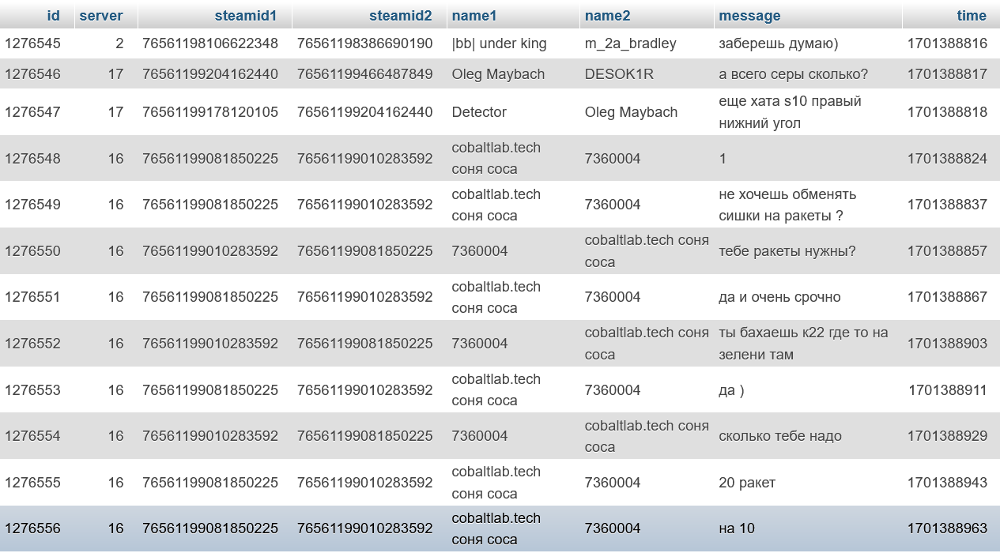 id server steamid1 steamid2 name1 name2 message time
1276545 2 76561198106622348 76561198386690190 |bb| under king m_2a_bradley заберешь думаю) 1701388816
1276546 17 76561199204162440 76561199466487849 Oleg Maybach DESOK1R а всего серы сколько? 1701388817
еще хата s10 правый
1276547 17 76561199178120105 76561199204162440 Detector Oleg Maybach 1701388818
нижний угол
cobaltlab.tech
1276548 16 76561199081850225 76561199010283592 7360004 1 1701388824
соня соса
cobaltlab.tech не хочешь обменять
1276549 16 76561199081850225 76561199010283592 7360004 1701388837
соня соса сишки на ракеты ?
cobaltlab.tech соня
1276550 16 76561199010283592 76561199081850225 7360004 тебе ракеты нужны? 1701388857
соса
cobaltlab.tech
1276551 16 76561199081850225 76561199010283592 7360004 да и очень срочно 1701388867
соня соса
cobaltlab.tech соня ты бахаешь к22 где то на
1276552 16 76561199010283592 76561199081850225 7360004 1701388903
соса зелени там
cobaltlab.tech
1276553 16 76561199081850225 76561199010283592 7360004 да ) 1701388911
соня соса
cobaltlab.tech соня
1276554 16 76561199010283592 76561199081850225 7360004 сколько тебе надо 1701388929
соса
cobaltlab.tech
1276555 16 76561199081850225 76561199010283592 7360004 20 ракет 1701388943
соня соса
cobaltlab.tech
1276556 16 76561199081850225 76561199010283592 7360004 на 10 1701388963
соня соса